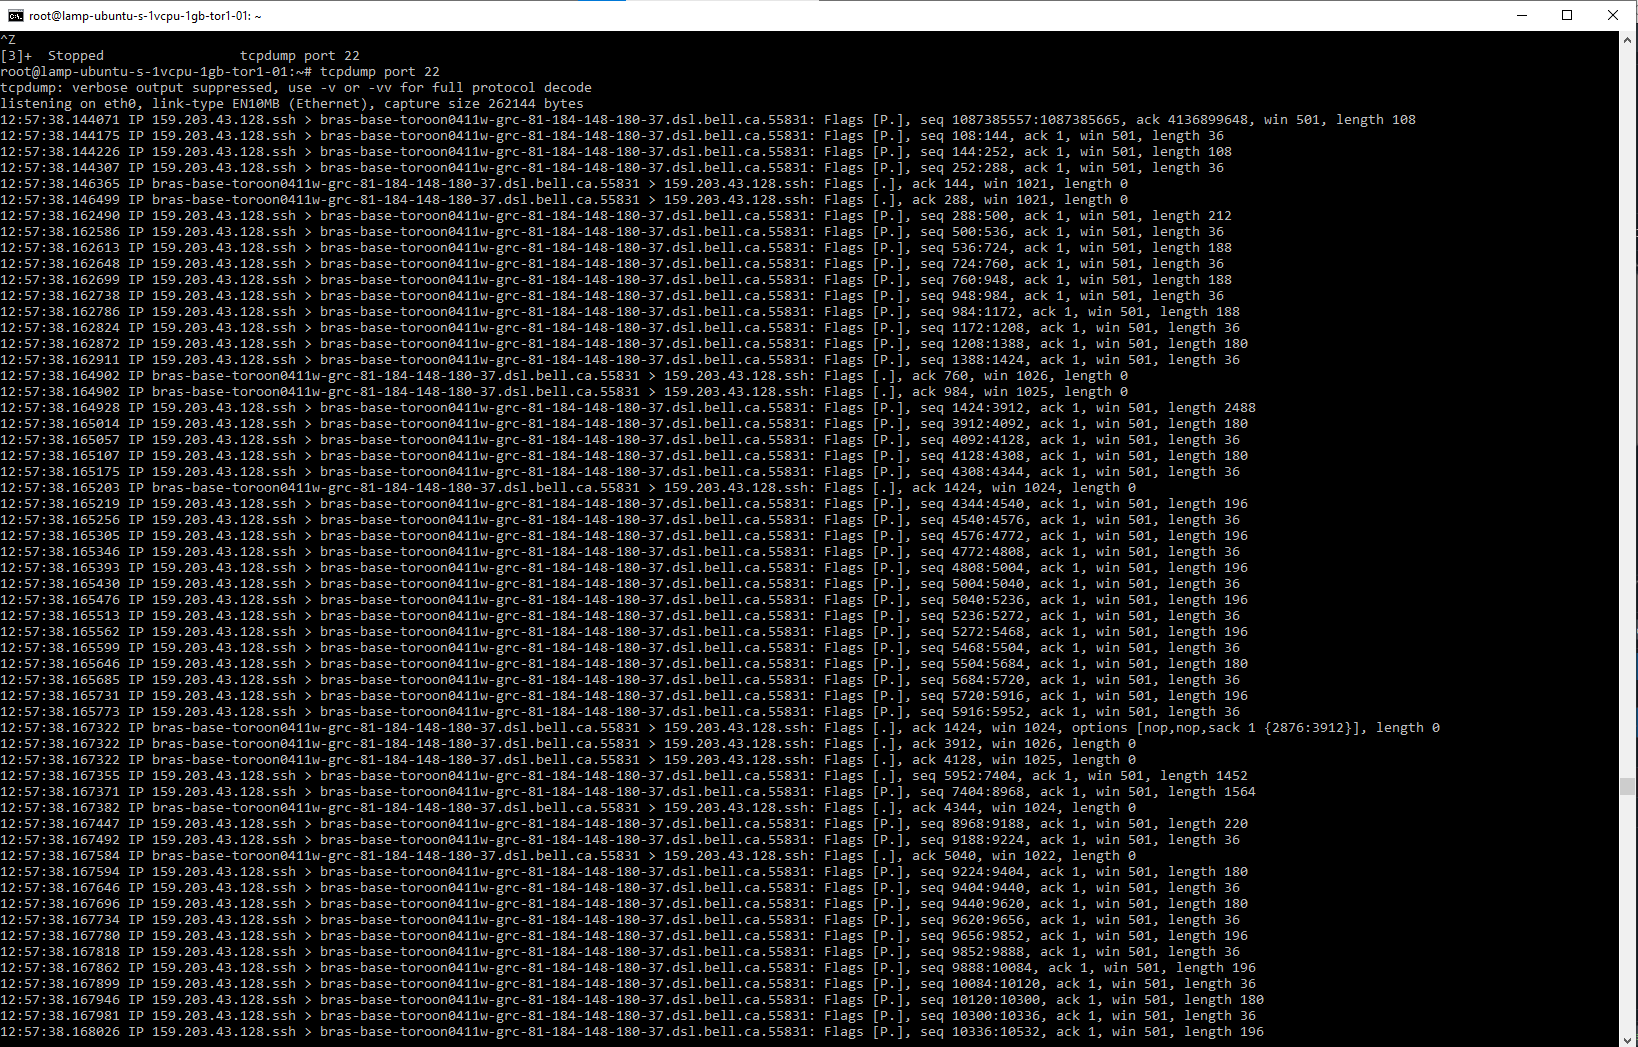 root@lamp-ubuntu-s-1vcpu-1gb-tor1-01: ~
^Z
[3]+  Stopped                 tcpdump port 22
root@lamp-ubuntu-s-1vcpu-1gb-tor1-01:~# tcpdump port 22
tcpdump: verbose output suppressed, use -v or -vv for full protocol decode
listening on eth0, link-type EN10MB (Ethernet), capture size 262144 bytes
12:57:38.144071 IP 159.203.43.128.ssh > bras-base-toroon0411w-grc-81-184-148-180-37.dsl.bell.ca.55831: Flags [P.], seq 1087385557:1087385665, ack 4136899648, win 501, length 108
12:57:38.144175 IP 159.203.43.128.ssh > bras-base-toroon0411w-grc-81-184-148-180-37.dsl.bell.ca.55831: Flags [P.], seq 108:144, ack 1, win 501, length 36
12:57:38.144226 IP 159.203.43.128.ssh > bras-base-toroon0411w-grc-81-184-148-180-37.dsl.bell.ca.55831: Flags [P.], seq 144:252, ack 1, win 501, length 108
12:57:38.144307 IP 159.203.43.128.ssh > bras-base-toroon0411w-grc-81-184-148-180-37.dsl.bell.ca.55831: Flags [P.], seq 252:288, ack 1, win 501, length 36
12:57:38.146365 IP bras-base-toroon0411w-grc-81-184-148-180-37.dsl.bell.ca.55831 > 159.203.43.128.ssh: Flags [.], ack 144, win 1021, length 0
12:57:38.146499 IP bras-base-toroon0411w-grc-81-184-148-180-37.dsl.bell.ca.55831 > 159.203.43.128.ssh: Flags [.], ack 288, win 1021, length 0
12:57:38.162490 IP 159.203.43.128.ssh > bras-base-toroon0411w-grc-81-184-148-180-37.dsl.bell.ca.55831: Flags [P.], seq 288:500, ack 1, win 501, length 212
12:57:38.162586 IP 159.203.43.128.ssh > bras-base-toroon0411w-grc-81-184-148-180-37.dsl.bell.ca.55831: Flags [P.], seq 500:536, ack 1, win 501, length 36
12:57:38.162613 IP 159.203.43.128.ssh > bras-base-toroon0411w-grc-81-184-148-180-37.dsl.bell.ca.55831: Flags [P.], seq 536:724, ack 1, win 501, length 188
12:57:38.162648 IP 159.203.43.128.ssh > bras-base-toroon0411w-grc-81-184-148-180-37.dsl.bell.ca.55831: Flags [P.], seq 724:760, ack 1, win 501, length 36
12:57:38.162699 IP 159.203.43.128.ssh > bras-base-toroon0411w-grc-81-184-148-180-37.dsl.bell.ca.55831: Flags [P.], seq 760:948, ack 1, win 501, length 188
12:57:38.162738 IP 159.203.43.128.ssh > bras-base-toroon0411w-grc-81-184-148-180-37.dsl.bell.ca.55831: Flags [P.], seq 948:984, ack 1, win 501, length 36
12:57:38.162786 IP 159.203.43.128.ssh > bras-base-toroon0411w-grc-81-184-148-180-37.dsl.bell.ca.55831: Flags [P.], seq 984:1172, ack 1, win 501, length 188
12:57:38.162824 IP 159.203.43.128.ssh > bras-base-toroon0411w-grc-81-184-148-180-37.dsl.bell.ca.55831: Flags [P.], seq 1172:1208, ack 1, win 501, length 36
12:57:38.162872 IP 159.203.43.128.ssh > bras-base-toroon0411w-grc-81-184-148-180-37.dsl.bell.ca.55831: Flags [P.], seq 1208:1388, ack 1, win 501, length 180
12:57:38.162911 IP 159.203.43.128.ssh > bras-base-toroon0411w-grc-81-184-148-180-37.dsl.bell.ca.55831: Flags [P.], seq 1388:1424, ack 1, win 501, length 36
12:57:38.164902 IP bras-base-toroon0411w-grc-81-184-148-180-37.dsl.bell.ca.55831 > 159.203.43.128.ssh: Flags [.], ack 760, win 1026, length 0
12:57:38.164902 IP bras-base-toroon0411w-grc-81-184-148-180-37.dsl.bell.ca.55831 > 159.203.43.128.ssh: Flags [.], ack 984, win 1025, length 0
12:57:38.164928 IP 159.203.43.128.ssh > bras-base-toroon0411w-grc-81-184-148-180-37.dsl.bell.ca.55831: Flags [P.], seq 1424:3912, ack 1, win 501, length 2488
12:57:38.165014 IP 159.203.43.128.ssh > bras-base-toroon0411w-grc-81-184-148-180-37.dsl.bell.ca.55831: Flags [P.], seq 3912:4092, ack 1, win 501, length 180
12:57:38.165057 IP 159.203.43.128.ssh > bras-base-toroon0411w-grc-81-184-148-180-37.dsl.bell.ca.55831: Flags [P.], seq 4092:4128, ack 1, win 501, length 36
12:57:38.165107 IP 159.203.43.128.ssh > bras-base-toroon0411w-grc-81-184-148-180-37.dsl.bell.ca.55831: Flags [P.], seq 4128:4308, ack 1, win 501, length 180
12:57:38.165175 IP 159.203.43.128.ssh > bras-base-toroon0411w-grc-81-184-148-180-37.dsl.bell.ca.55831: Flags [P.], seq 4308:4344, ack 1, win 501, length 36
12:57:38.165203 IP bras-base-toroon0411w-grc-81-184-148-180-37.dsl.bell.ca.55831 > 159.203.43.128.ssh: Flags [.], ack 1424, win 1024, length 0
12:57:38.165219 IP 159.203.43.128.ssh > bras-base-toroon0411w-grc-81-184-148-180-37.dsl.bell.ca.55831: Flags [P.], seq 4344:4540, ack 1, win 501, length 196
12:57:38.165256 IP 159.203.43.128.ssh > bras-base-toroon0411w-grc-81-184-148-180-37.dsl.bell.ca.55831: Flags [P.], seq 4540:4576, ack 1, win 501, length 36
12:57:38.165305 IP 159.203.43.128.ssh > bras-base-toroon0411w-grc-81-184-148-180-37.dsl.bell.ca.55831: Flags [P.], seq 4576:4772, ack 1, win 501, length 196
12:57:38.165346 IP 159.203.43.128.ssh > bras-base-toroon0411w-grc-81-184-148-180-37.dsl.bell.ca.55831: Flags [P.], seq 4772:4808, ack 1, win 501, length 36
12:57:38.165393 IP 159.203.43.128.ssh > bras-base-toroon0411w-grc-81-184-148-180-37.dsl.bell.ca.55831: Flags [P.], seq 4808:5004, ack 1, win 501, length 196
12:57:38.165430 IP 159.203.43.128.ssh > bras-base-toroon0411w-grc-81-184-148-180-37.dsl.bell.ca.55831: Flags [P.], seq 5004:5040, ack 1, win 501, length 36
12:57:38.165476 IP 159.203.43.128.ssh > bras-base-toroon0411w-grc-81-184-148-180-37.dsl.bell.ca.55831: Flags [P.], seq 5040:5236, ack 1, win 501, length 196
12:57:38.165513 IP 159.203.43.128.ssh > bras-base-toroon0411w-grc-81-184-148-180-37.dsl.bell.ca.55831: Flags [P.], seq 5236:5272, ack 1, win 501, length 36
12:57:38.165562 IP 159.203.43.128.ssh > bras-base-toroon0411w-grc-81-184-148-180-37.dsl.bell.ca.55831: Flags [P.], seq 5272:5468, ack 1, win 501, length 196
12:57:38.165599 IP 159.203.43.128.ssh > bras-base-toroon0411w-grc-81-184-148-180-37.dsl.bell.ca.55831: Flags [P.], seq 5468:5504, ack 1, win 501, length 36
12:57:38.165646 IP 159.203.43.128.ssh > bras-base-toroon0411w-grc-81-184-148-180-37.dsl.bell.ca.55831: Flags [P.], seq 5504:5684, ack 1, win 501, length 180
12:57:38.165685 IP 159.203.43.128.ssh > bras-base-toroon0411w-grc-81-184-148-180-37.dsl.bell.ca.55831: Flags [P.], seq 5684:5720, ack 1, win 501, length 36
12:57:38.165731 IP 159.203.43.128.ssh > bras-base-toroon0411w-grc-81-184-148-180-37.dsl.bell.ca.55831: Flags [P.], seq 5720:5916, ack 1, win 501, length 196
12:57:38.165773 IP 159.203.43.128.ssh > bras-base-toroon0411w-grc-81-184-148-180-37.dsl.bell.ca.55831: Flags [P.], seq 5916:5952, ack 1, win 501, length 36
12:57:38.167322 IP bras-base-toroon0411w-grc-81-184-148-180-37.dsl.bell.ca.55831 > 159.203.43.128.ssh: Flags [.], ack 1424, win 1024, options [nop,nop,sack 1 {2876:3912}], length 0
12:57:38.167322 IP bras-base-toroon0411w-grc-81-184-148-180-37.dsl.bell.ca.55831 > 159.203.43.128.ssh: Flags [.], ack 3912, win 1026, length 0
12:57:38.167322 IP bras-base-toroon0411w-grc-81-184-148-180-37.dsl.bell.ca.55831 > 159.203.43.128.ssh: Flags [.], ack 4128, win 1025, length 0
12:57:38.167355 IP 159.203.43.128.ssh > bras-base-toroon0411w-grc-81-184-148-180-37.dsl.bell.ca.55831: Flags [.], seq 5952:7404, ack 1, win 501, length 1452
12:57:38.167371 IP 159.203.43.128.ssh > bras-base-toroon0411w-grc-81-184-148-180-37.dsl.bell.ca.55831: Flags [P.], seq 7404:8968, ack 1, win 501, length 1564
12:57:38.167382 IP bras-base-toroon0411w-grc-81-184-148-180-37.dsl.bell.ca.55831 > 159.203.43.128.ssh: Flags [.], ack 4344, win 1024, length 0
12:57:38.167447 IP 159.203.43.128.ssh > bras-base-toroon0411w-grc-81-184-148-180-37.dsl.bell.ca.55831: Flags [P.], seq 8968:9188, ack 1, win 501, length 220
12:57:38.167492 IP 159.203.43.128.ssh > bras-base-toroon0411w-grc-81-184-148-180-37.dsl.bell.ca.55831: Flags [P.], seq 9188:9224, ack 1, win 501, length 36
12:57:38.167584 IP bras-base-toroon0411w-grc-81-184-148-180-37.dsl.bell.ca.55831 > 159.203.43.128.ssh: Flags [.], ack 5040, win 1022, length 0
12:57:38.167594 IP 159.203.43.128.ssh > bras-base-toroon0411w-grc-81-184-148-180-37.dsl.bell.ca.55831: Flags [P.], seq 9224:9404, ack 1, win 501, length 180
12:57:38.167646 IP 159.203.43.128.ssh > bras-base-toroon0411w-grc-81-184-148-180-37.dsl.bell.ca.55831: Flags [P.], seq 9404:9440, ack 1, win 501, length 36
12:57:38.167696 IP 159.203.43.128.ssh > bras-base-toroon0411w-grc-81-184-148-180-37.dsl.bell.ca.55831: Flags [P.], seq 9440:9620, ack 1, win 501, length 180
12:57:38.167734 IP 159.203.43.128.ssh > bras-base-toroon0411w-grc-81-184-148-180-37.dsl.bell.ca.55831: Flags [P.], seq 9620:9656, ack 1, win 501, length 36
12:57:38.167780 IP 159.203.43.128.ssh > bras-base-toroon0411w-grc-81-184-148-180-37.dsl.bell.ca.55831: Flags [P.], seq 9656:9852, ack 1, win 501, length 196
12:57:38.167818 IP 159.203.43.128.ssh > bras-base-toroon0411w-grc-81-184-148-180-37.dsl.bell.ca.55831: Flags [P.], seq 9852:9888, ack 1, win 501, length 36
12:57:38.167862 IP 159.203.43.128.ssh > bras-base-toroon0411w-grc-81-184-148-180-37.dsl.bell.ca.55831: Flags [P.], seq 9888:10084, ack 1, win 501, length 196
12:57:38.167899 IP 159.203.43.128.ssh > bras-base-toroon0411w-grc-81-184-148-180-37.dsl.bell.ca.55831: Flags [P.], seq 10084:10120, ack 1, win 501, length 36
12:57:38.167946 IP 159.203.43.128.ssh > bras-base-toroon0411w-grc-81-184-148-180-37.dsl.bell.ca.55831: Flags [P.], seq 10120:10300, ack 1, win 501, length 180
12:57:38.167981 IP 159.203.43.128.ssh > bras-base-toroon0411w-grc-81-184-148-180-37.dsl.bell.ca.55831: Flags [P.], seq 10300:10336, ack 1, win 501, length 36
12:57:38.168026 IP 159.203.43.128.ssh > bras-base-toroon0411w-grc-81-184-148-180-37.dsl.bell.ca.55831: Flags [P.], seq 10336:10532, ack 1, win 501, length 196